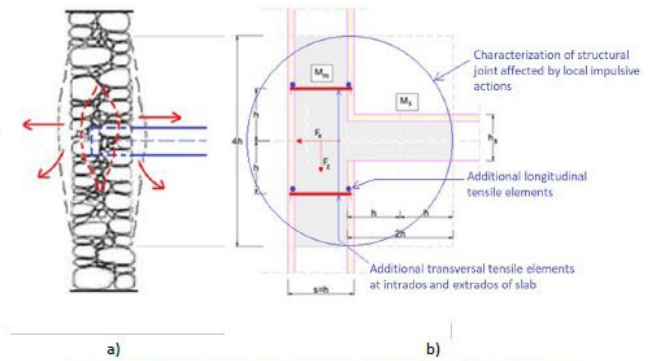 Characterization of structural
joint affected by local impulsive
actions
Mm
Ms
h
4h
Fx
Fz
hs
h
Additional longitudinal
tensile elements
h
h
2h
Additional transversal tensile elements
at intrados and extrados of slab
s=h
a)
b)